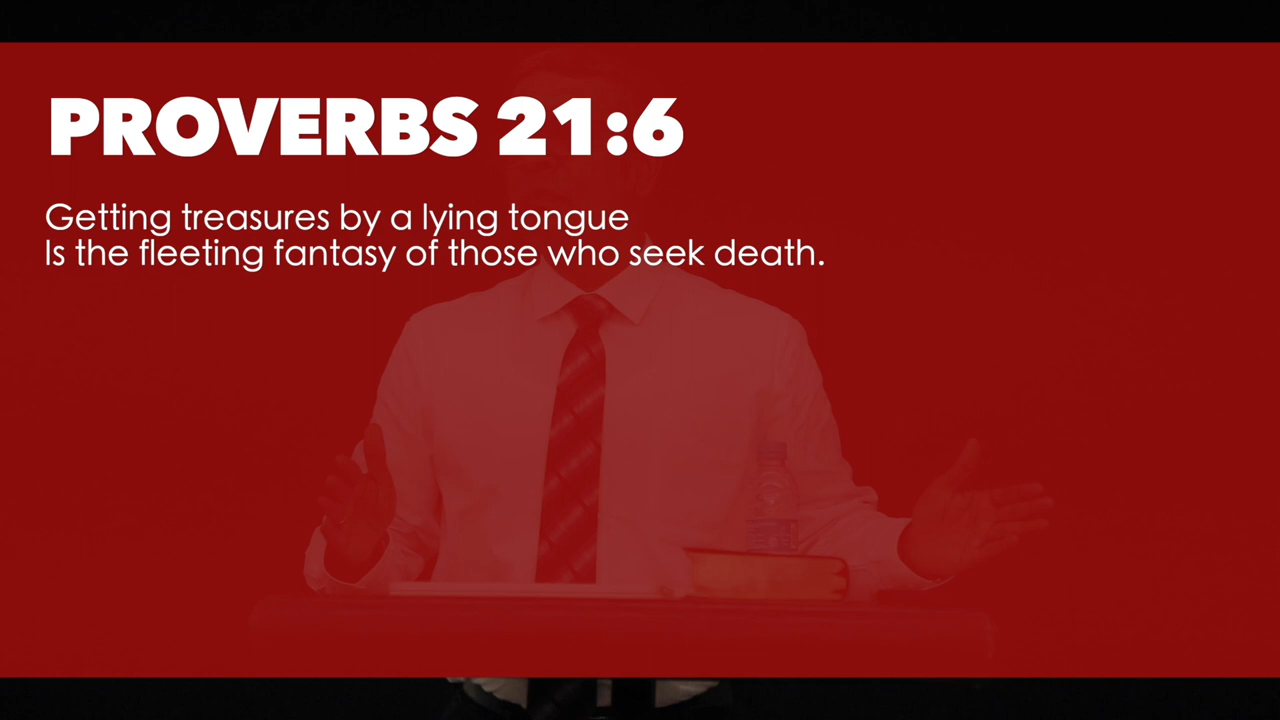 PROVERBS 21:6
Getting treasures by a lying tongue
Is the fleeting fantasy of those who seek death.